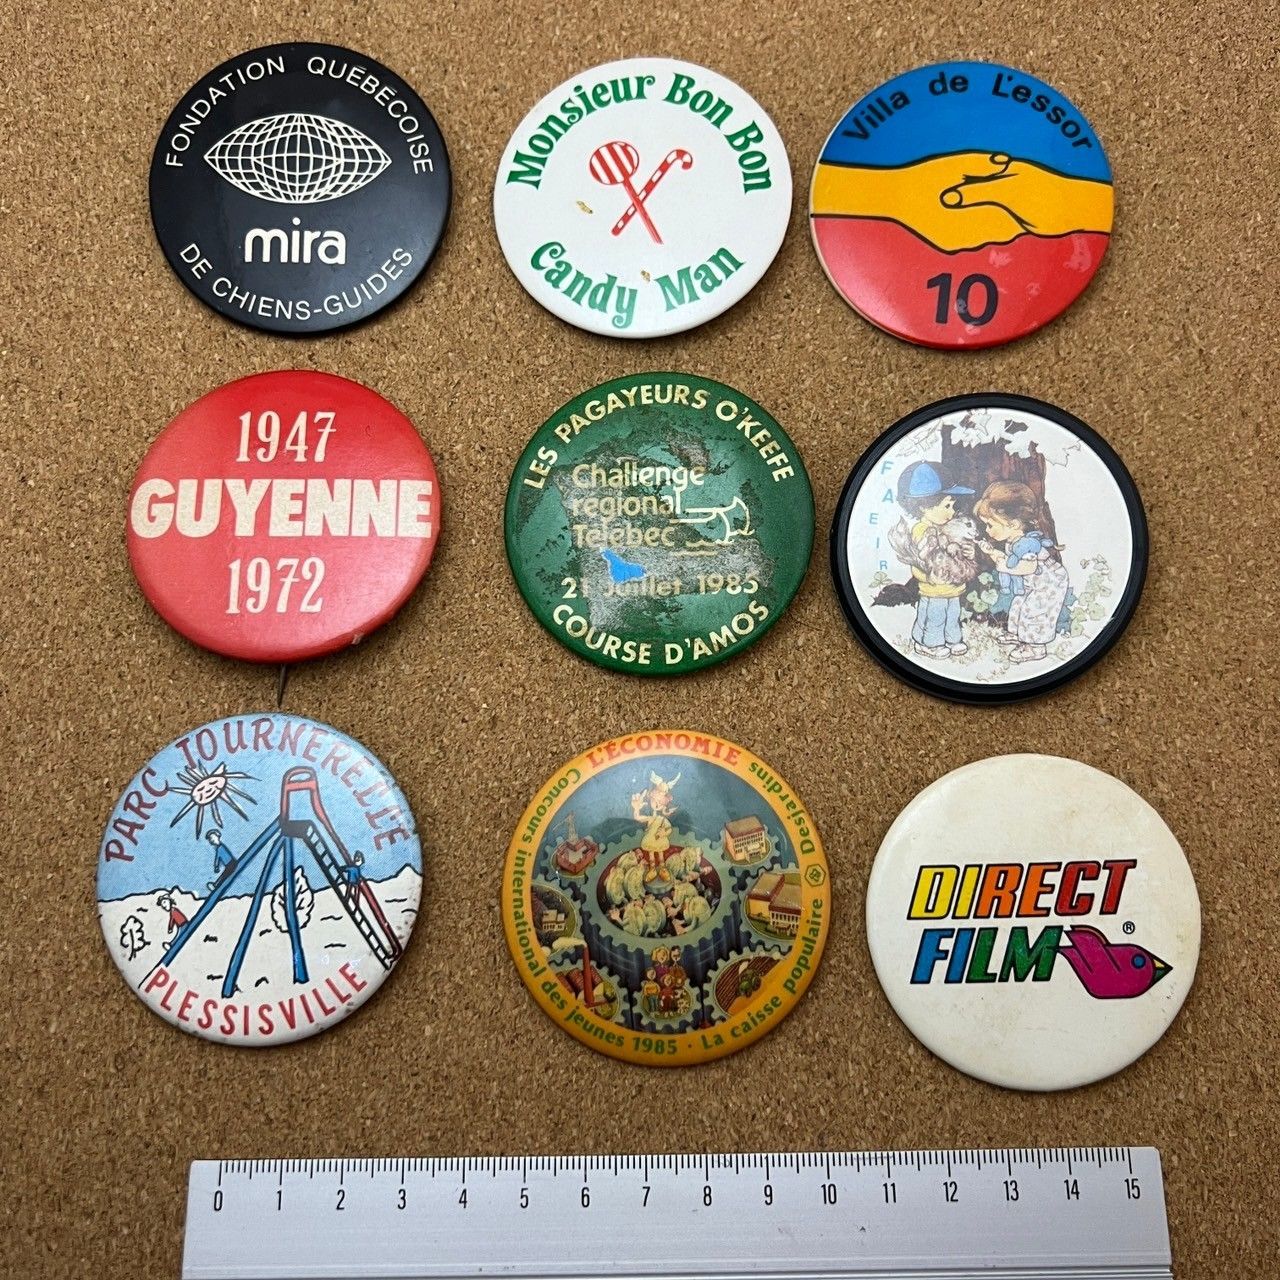 FONDATION QUÉBÉCOISE
mira
DE CHIENS-GUIDES
Monsieur Bon Bon
Candy Man
Villa de L'essor
10
1947
GUYENNE
1972
LES PAGAYEURS O'KEEFE
Challenge
régional
Télébec
21 Juillet 1985
COURSE D'AMOS
FAEIR
PARC JOURNERELLE
PLESSISVILLE
L'ÉCONOMIE
Concours international des jeunes 1985 · La caisse populaire Desjardins
DIRECT
FILM ®
0 1 2 3 4 5 6 7 8 9 10 11 12 13 14 15